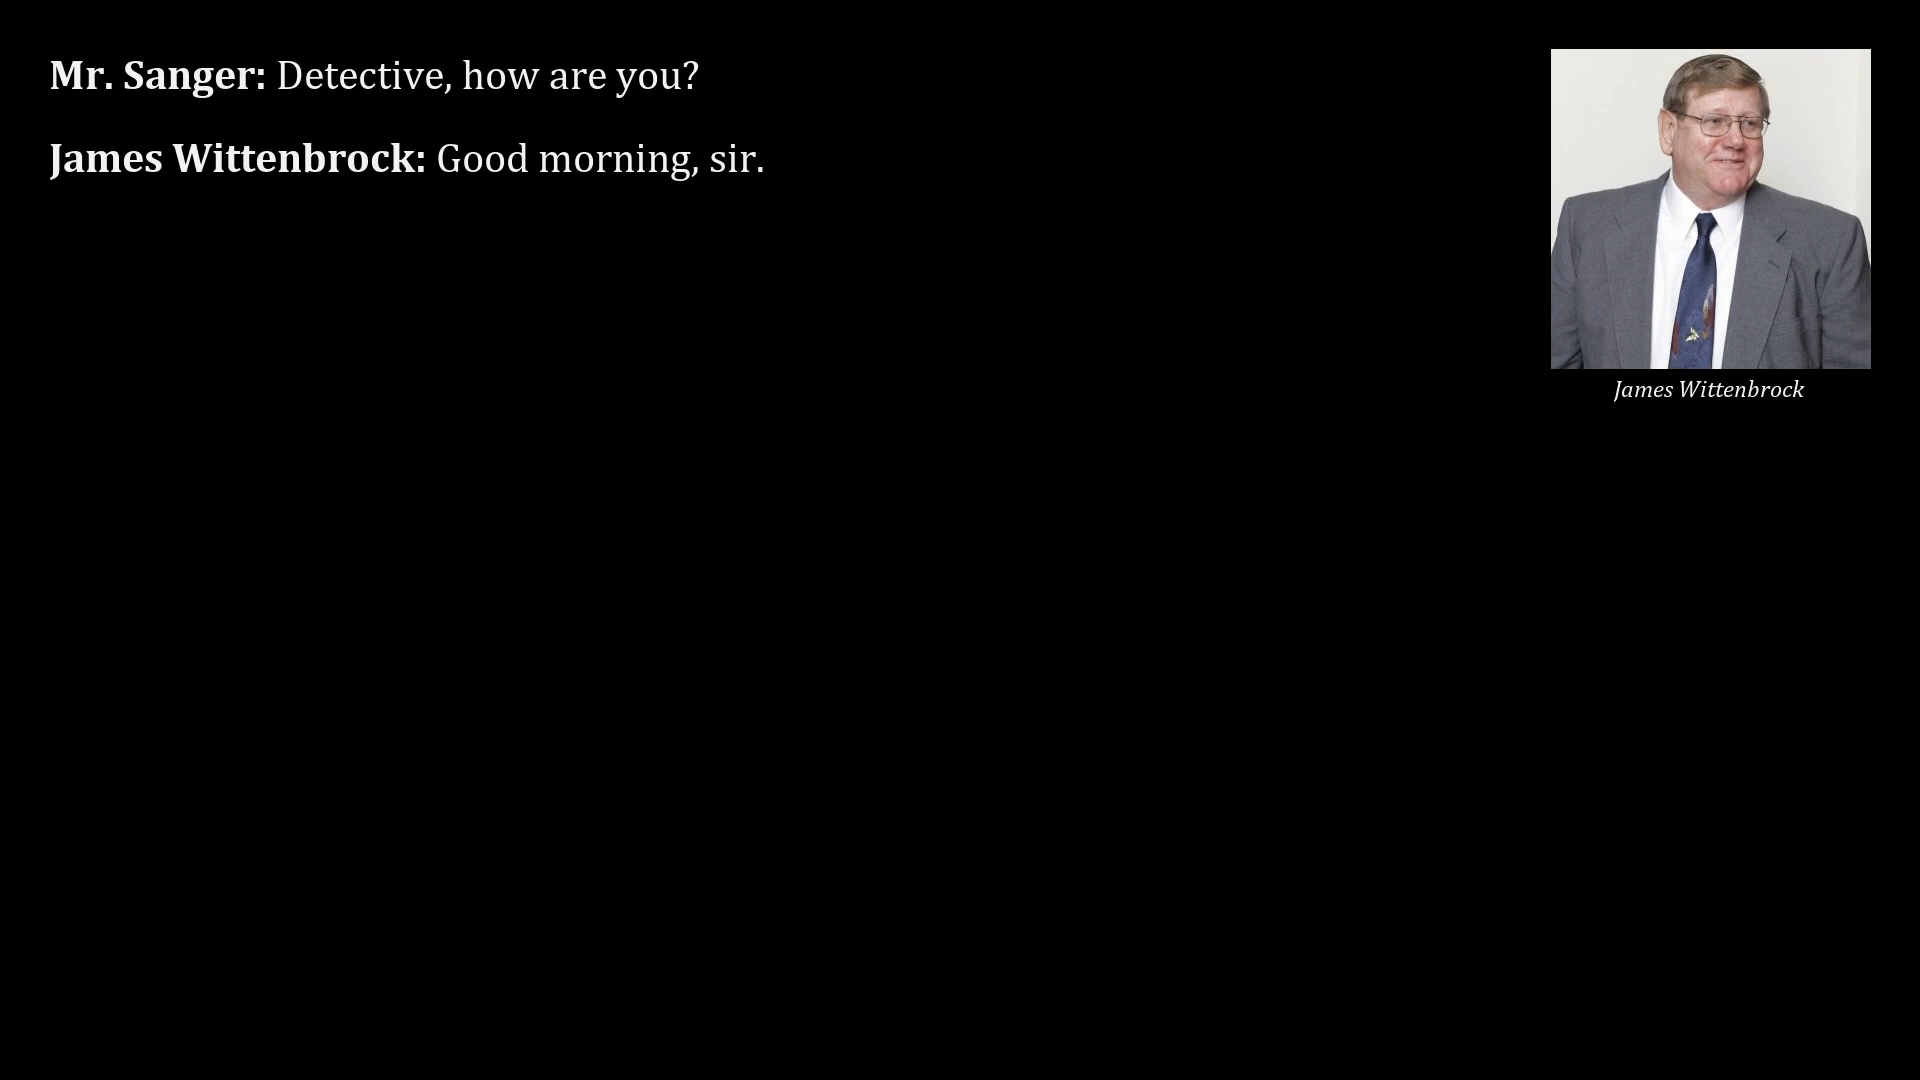 Mr. Sanger: Detective, how are you?
James Wittenbrock: Good morning, sir.
James Wittenbrock